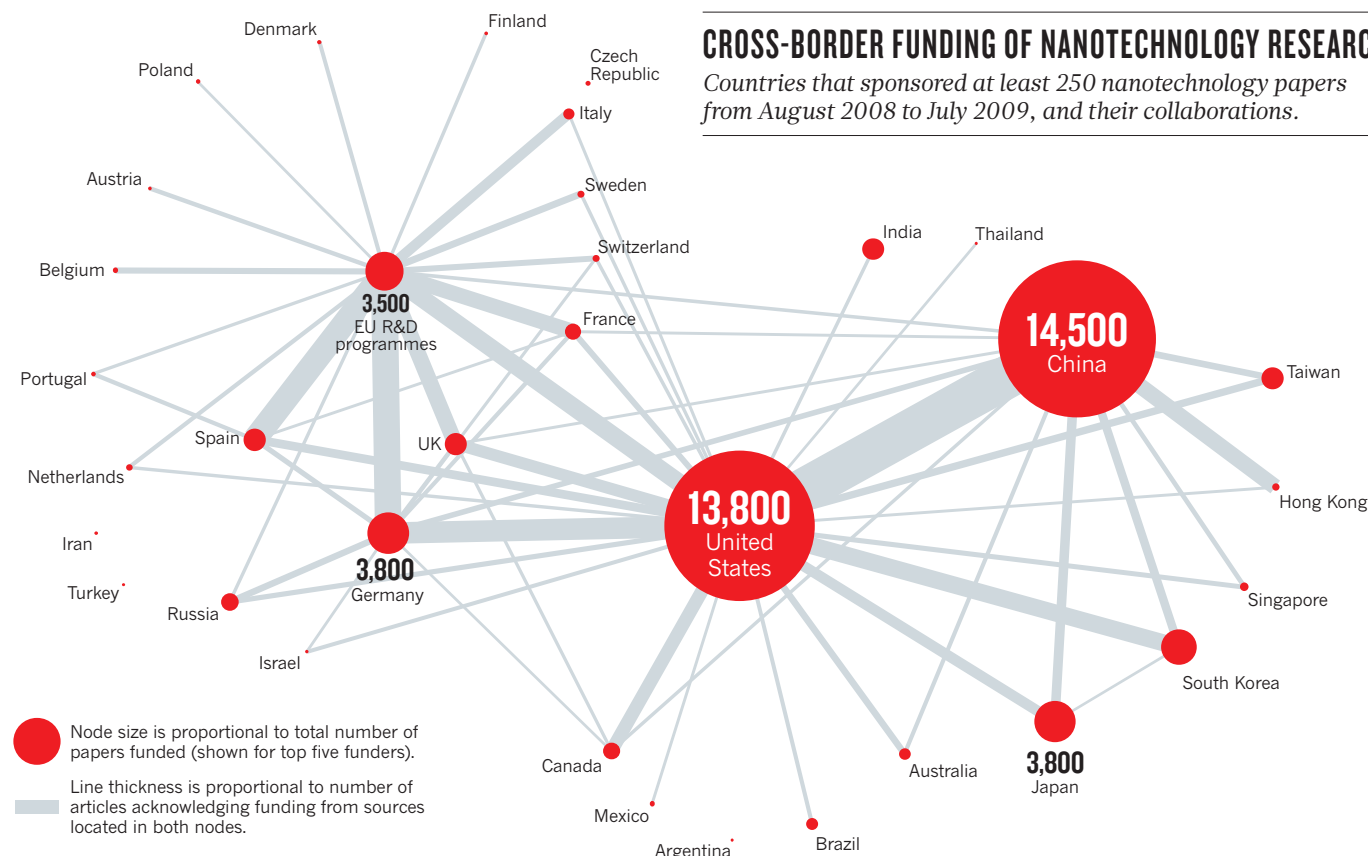 CROSS-BORDER FUNDING OF NANOTECHNOLOGY RESEARC
Countries that sponsored at least 250 nanotechnology papers
from August 2008 to July 2009, and their collaborations.
Finland
Denmark
Czech
Republic
Poland
Italy
Austria
Sweden
India
Thailand
Switzerland
Belgium
3,500
EU R&D
programmes
France
14,500
China
Taiwan
Portugal
Spain
UK
Netherlands
Hong Kong
13,800
United
States
Iran
3,800
Germany
Turkey
Russia
Singapore
Israel
South Korea
Node size is proportional to total number of
papers funded (shown for top five funders).
Canada
Australia
3,800
Japan
Line thickness is proportional to number of
articles acknowledging funding from sources
located in both nodes.
Mexico
Brazil
Argentina